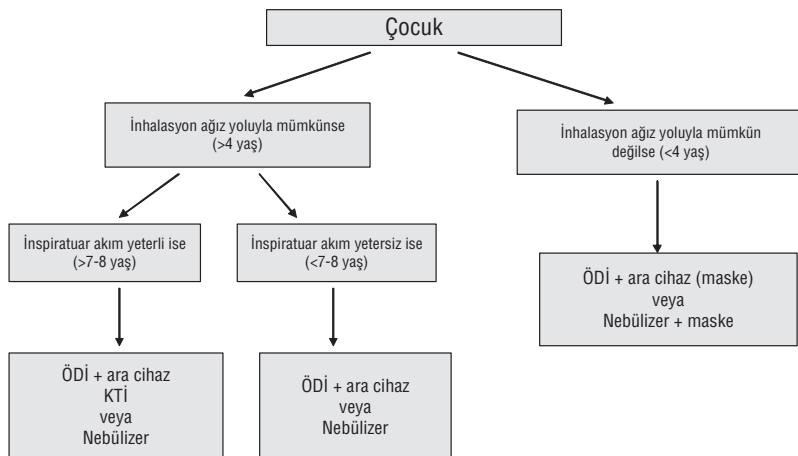 Çocuk
İnhalasyon ağız yoluyla mümkünse
(>4 yaş)
İnhalasyon ağız yoluyla mümkün
değilse (<4 yaş)
İnspiratuar akım yeterli ise
(>7-8 yaş)
İnspiratuar akım yetersiz ise
(<7-8 yaş)
ÖDİ + ara cihaz (maske)
veya
Nebülizer + maske
ÖDİ + ara cihaz
KTİ
veya
Nebülizer
ÖDİ + ara cihaz
veya
Nebülizer